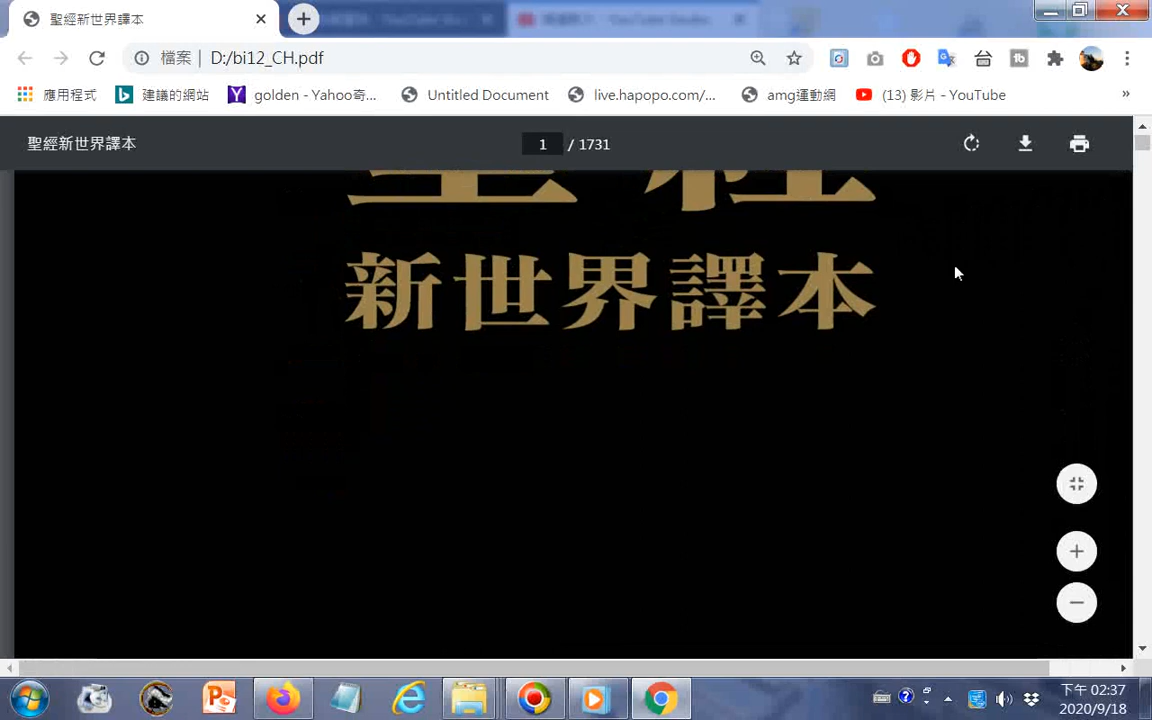 聖經新世界譯本
檔案 | D:/bi12_CH.pdf
應用程式 建議的網站 golden - Yahoo奇... Untitled Document live.hapopo.com/... amg運動網 (13) 影片 - YouTube »
聖經新世界譯本 1 / 1731
聖經
新世界譯本
下午 02:37
2020/9/18